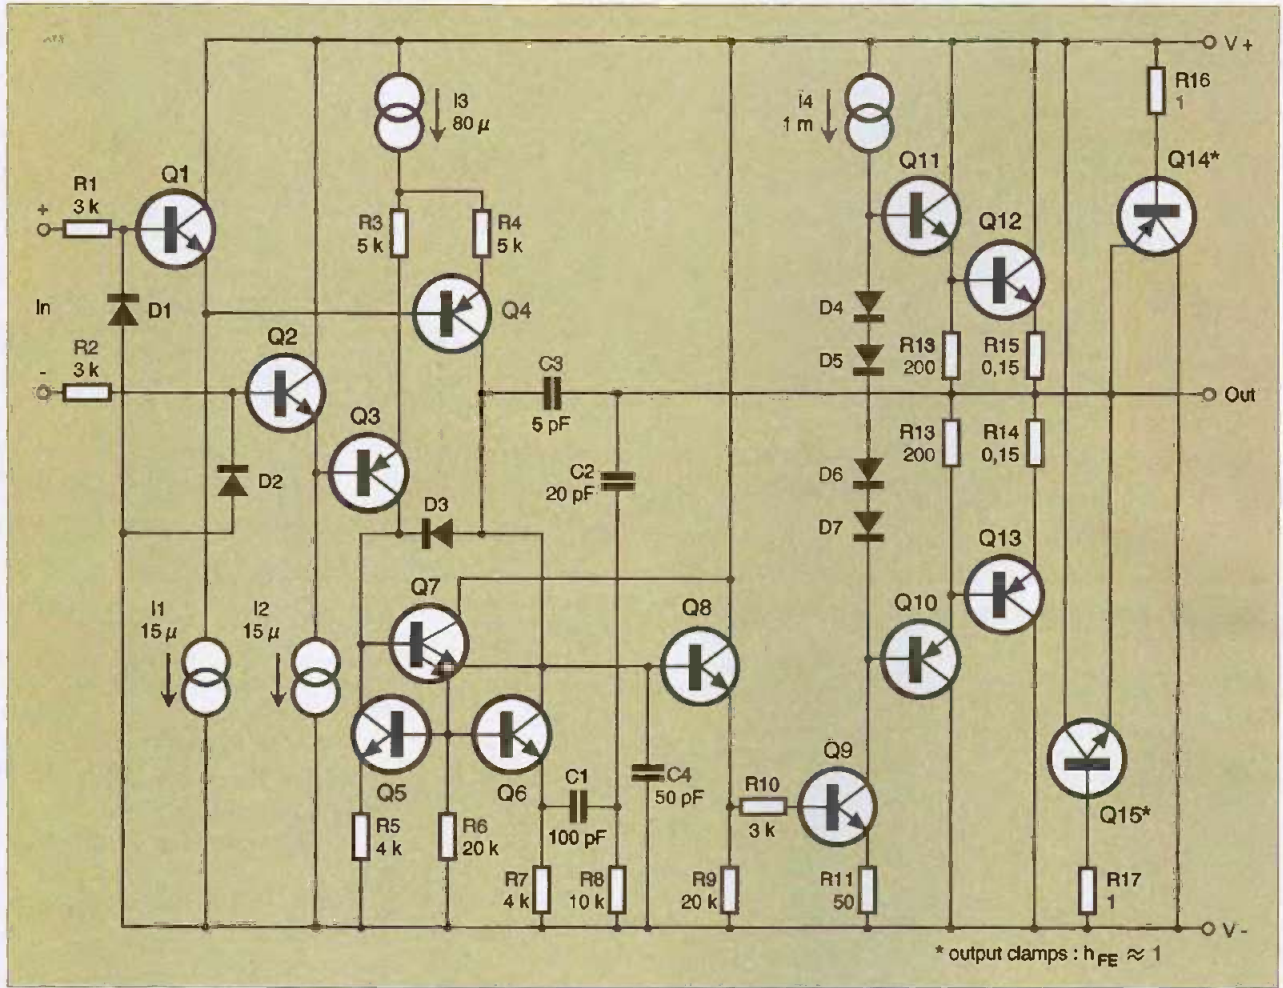 V +
I3
80 μ
I4
1 m
R16
1
Q1
Q11
Q14*
R1
3 k
+
R3
5 k
R4
5 k
Q12
In
D1
Q4
D4
R2
3 k
-
Q2
C3
D5
R13
200
R15
0,15
Out
Q3
5 pF
R13
200
R14
0,15
D2
C2
20 pF
D6
D3
D7
Q13
Q7
Q8
Q10
I1
15 μ
I2
15 μ
Q9
Q5
Q6
C1
100 pF
C4
50 pF
R10
3 k
Q15*
R5
4 k
R6
20 k
R7
4 k
R8
10 k
R9
20 k
R11
50
R17
1
V -
* output clamps : hFE ≈ 1